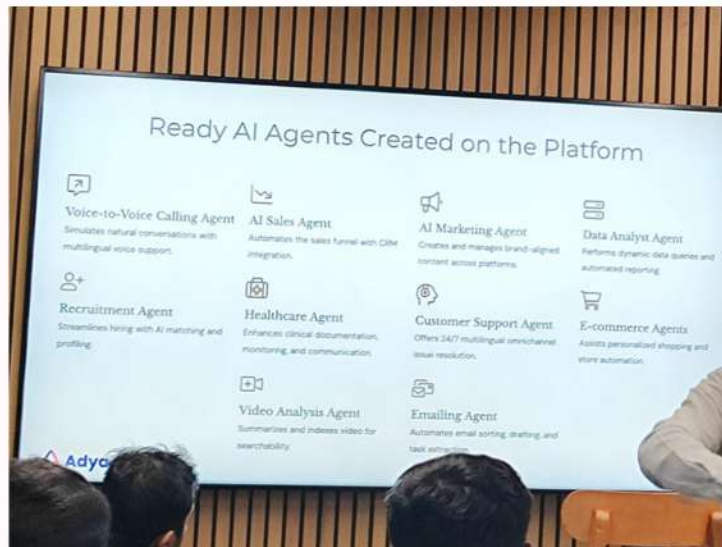 Ready AI Agents Created on the Platform
Voice-to-Voice Calling Agent
Simulates natural conversations with
multilingual voice support.
AI Sales Agent
Automates the sales funnel with CRM
integration.
AI Marketing Agent
Creates and manages brand-aligned
content across platforms.
Data Analyst Agent
Performs dynamic data queries and
automated reporting.
Recruitment Agent
Streamlines hiring with AI matching and
profiling.
Healthcare Agent
Enhances clinical documentation,
monitoring, and communication.
Customer Support Agent
Offers 24/7 multilingual omnichannel
issue resolution.
E-commerce Agents
Assists personalized shopping and
store automation.
Video Analysis Agent
Summarizes and indexes video for
searchability.
Emailing Agent
Automates email sorting, drafting, and
task extraction.